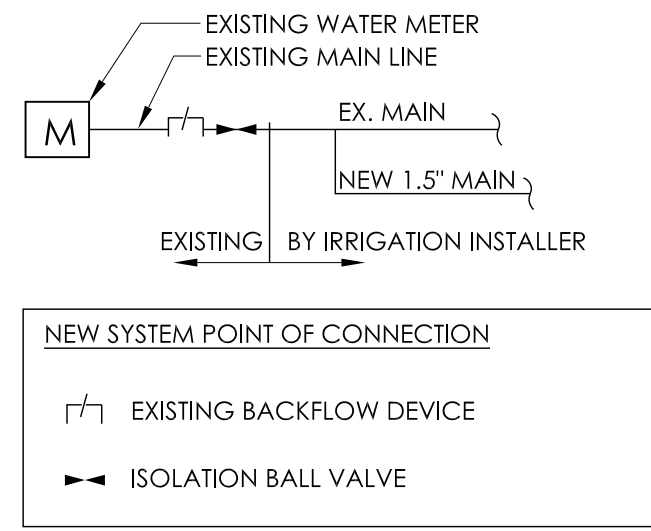 EXISTING WATER METER
EXISTING MAIN LINE
M
EX. MAIN
NEW 1.5" MAIN
EXISTING
BY IRRIGATION INSTALLER
NEW SYSTEM POINT OF CONNECTION
EXISTING BACKFLOW DEVICE
ISOLATION BALL VALVE